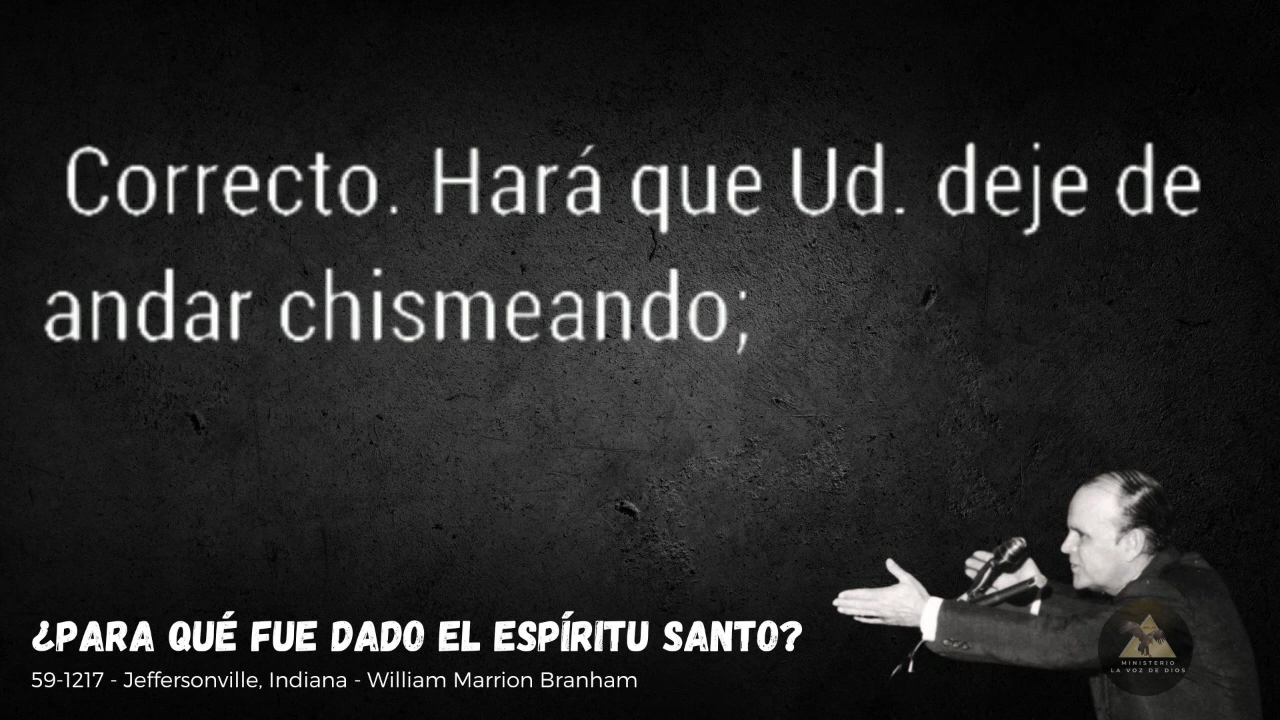 Correcto. Hará que Ud. deje de
andar chismeando;
¿PARA QUÉ FUE DADO EL ESPÍRITU SANTO?
59-1217 - Jeffersonville, Indiana - William Marrion Branham
MINISTERIO
LA VOZ DE DIOS